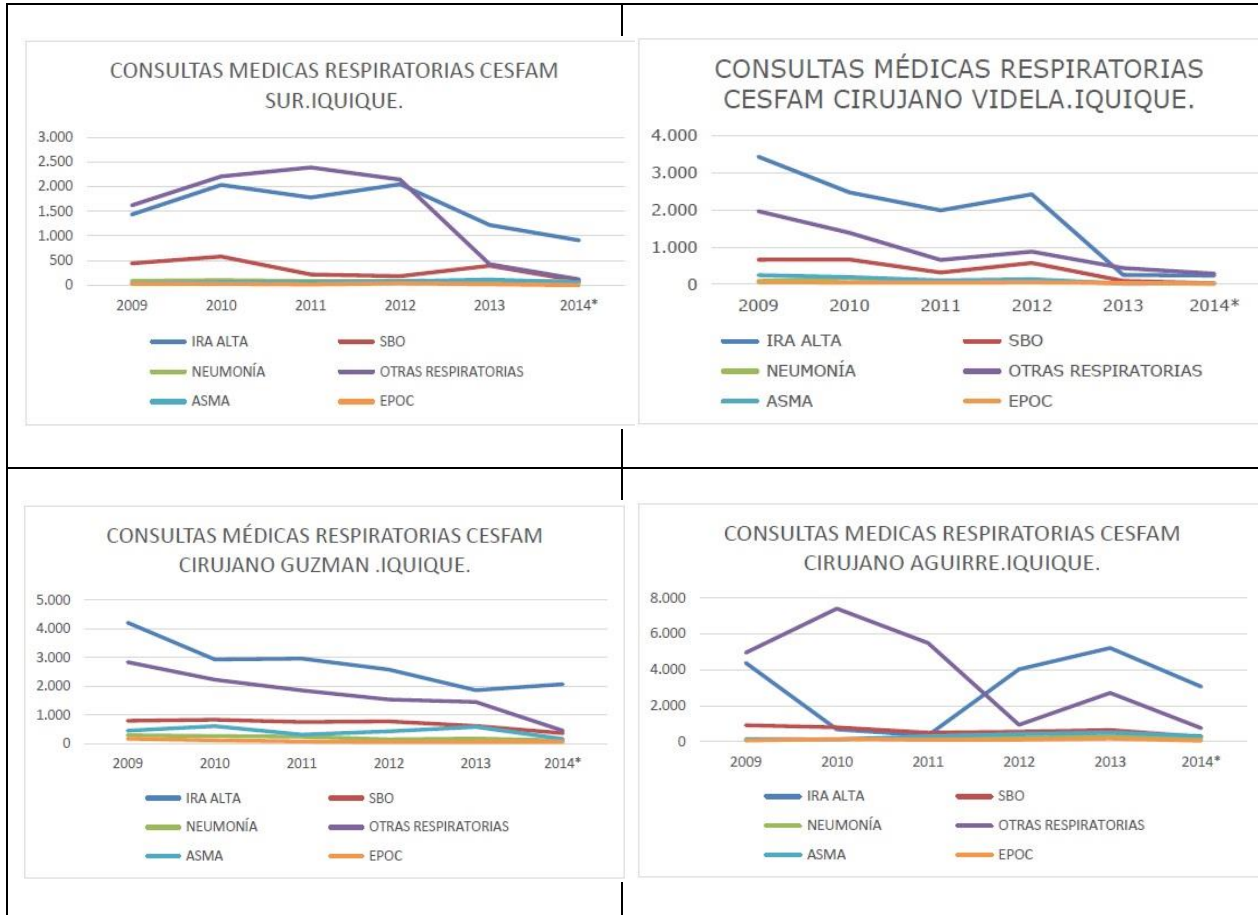 CONSULTAS MEDICAS RESPIRATORIAS CESFAM
SUR.IQUIQUE.
3.000
2.500
2.000
1.500
1.000
500
0
2009 2010 2011 2012 2013 2014*
IRA ALTA SBO
NEUMONÍA OTRAS RESPIRATORIAS
ASMA EPOC
CONSULTAS MÉDICAS RESPIRATORIAS
CESFAM CIRUJANO VIDELA.IQUIQUE.
4.000
3.000
2.000
1.000
0
2009 2010 2011 2012 2013 2014*
IRA ALTA SBO
NEUMONÍA OTRAS RESPIRATORIAS
ASMA EPOC
CONSULTAS MÉDICAS RESPIRATORIAS CESFAM
CIRUJANO GUZMAN .IQUIQUE.
5.000
4.000
3.000
2.000
1.000
0
2009 2010 2011 2012 2013 2014*
IRA ALTA SBO
NEUMONÍA OTRAS RESPIRATORIAS
ASMA EPOC
CONSULTAS MEDICAS RESPIRATORIAS CESFAM
CIRUJANO AGUIRRE.IQUIQUE.
8.000
6.000
4.000
2.000
0
2009 2010 2011 2012 2013 2014*
IRA ALTA SBO
NEUMONÍA OTRAS RESPIRATORIAS
ASMA EPOC